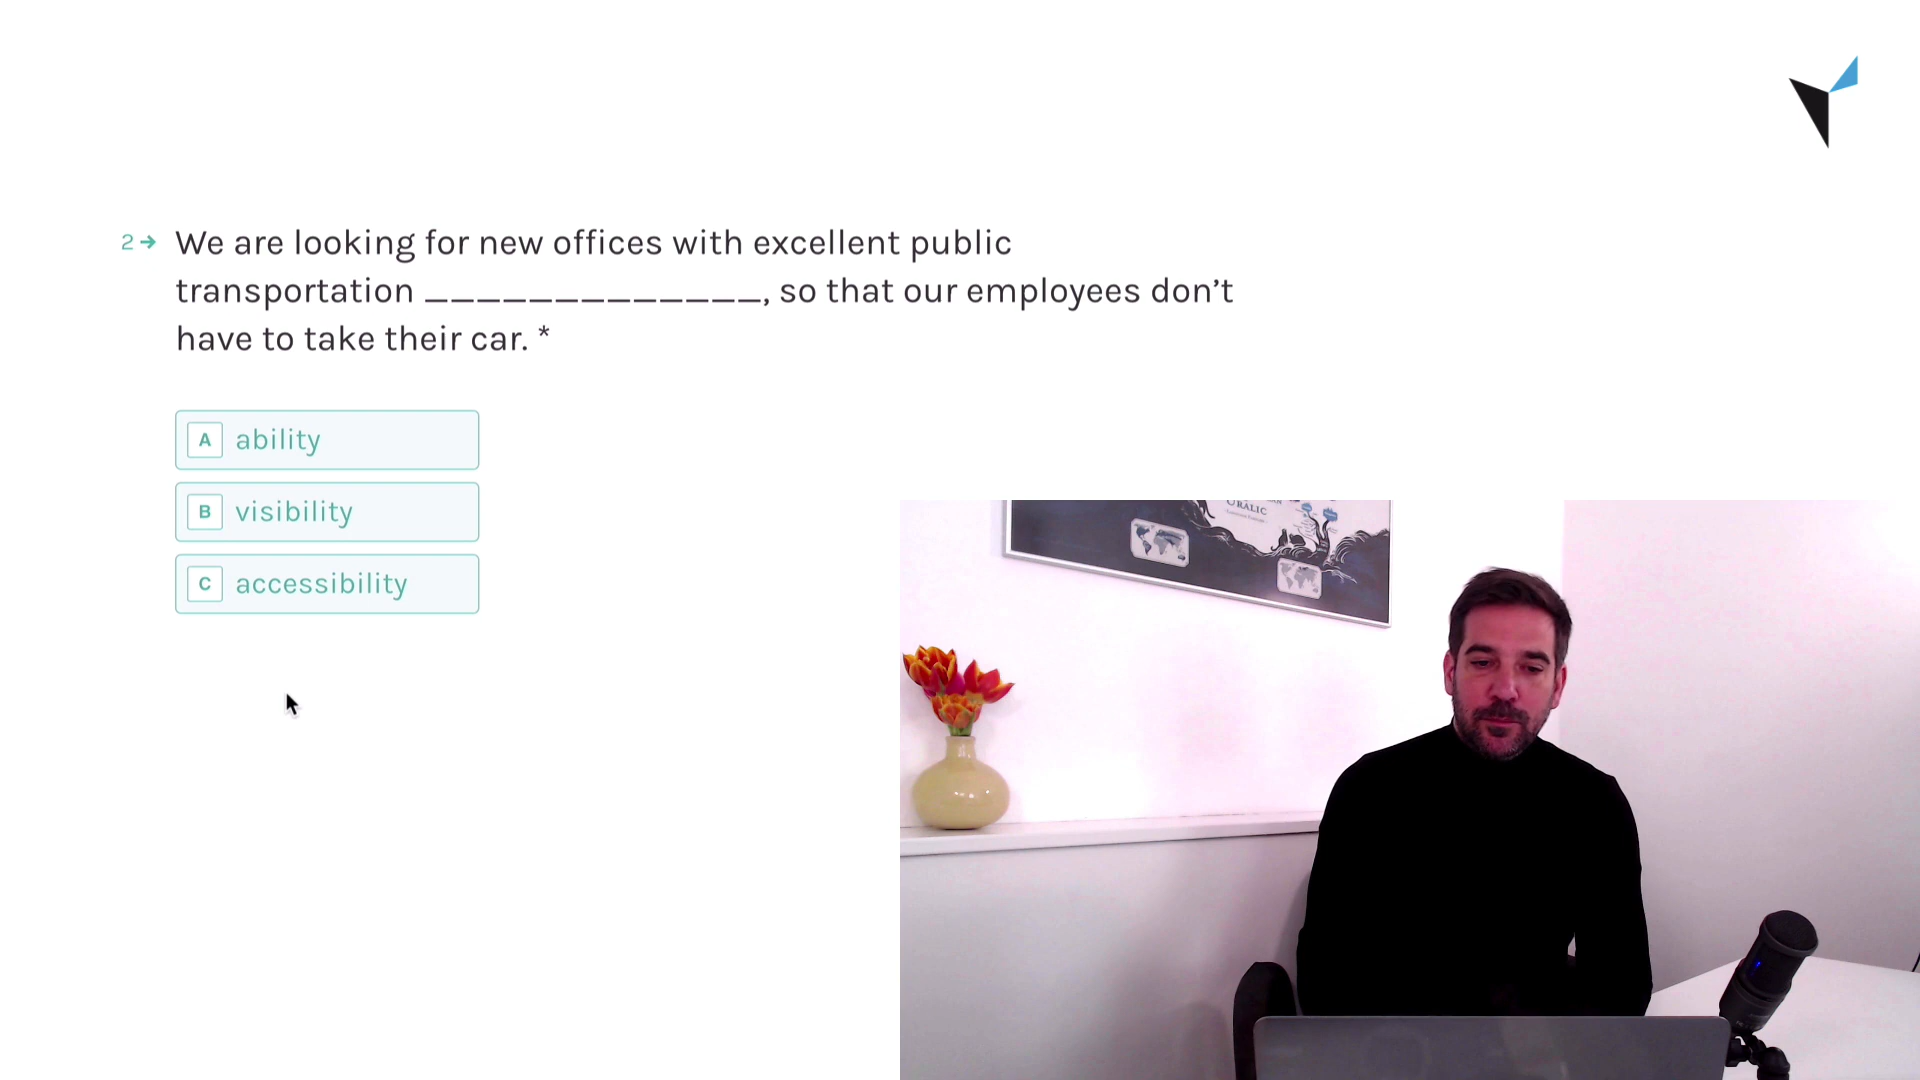 2 → We are looking for new offices with excellent public
transportation _____________, so that our employees don't
have to take their car. *
A ability
B visibility
C accessibility
URALIC